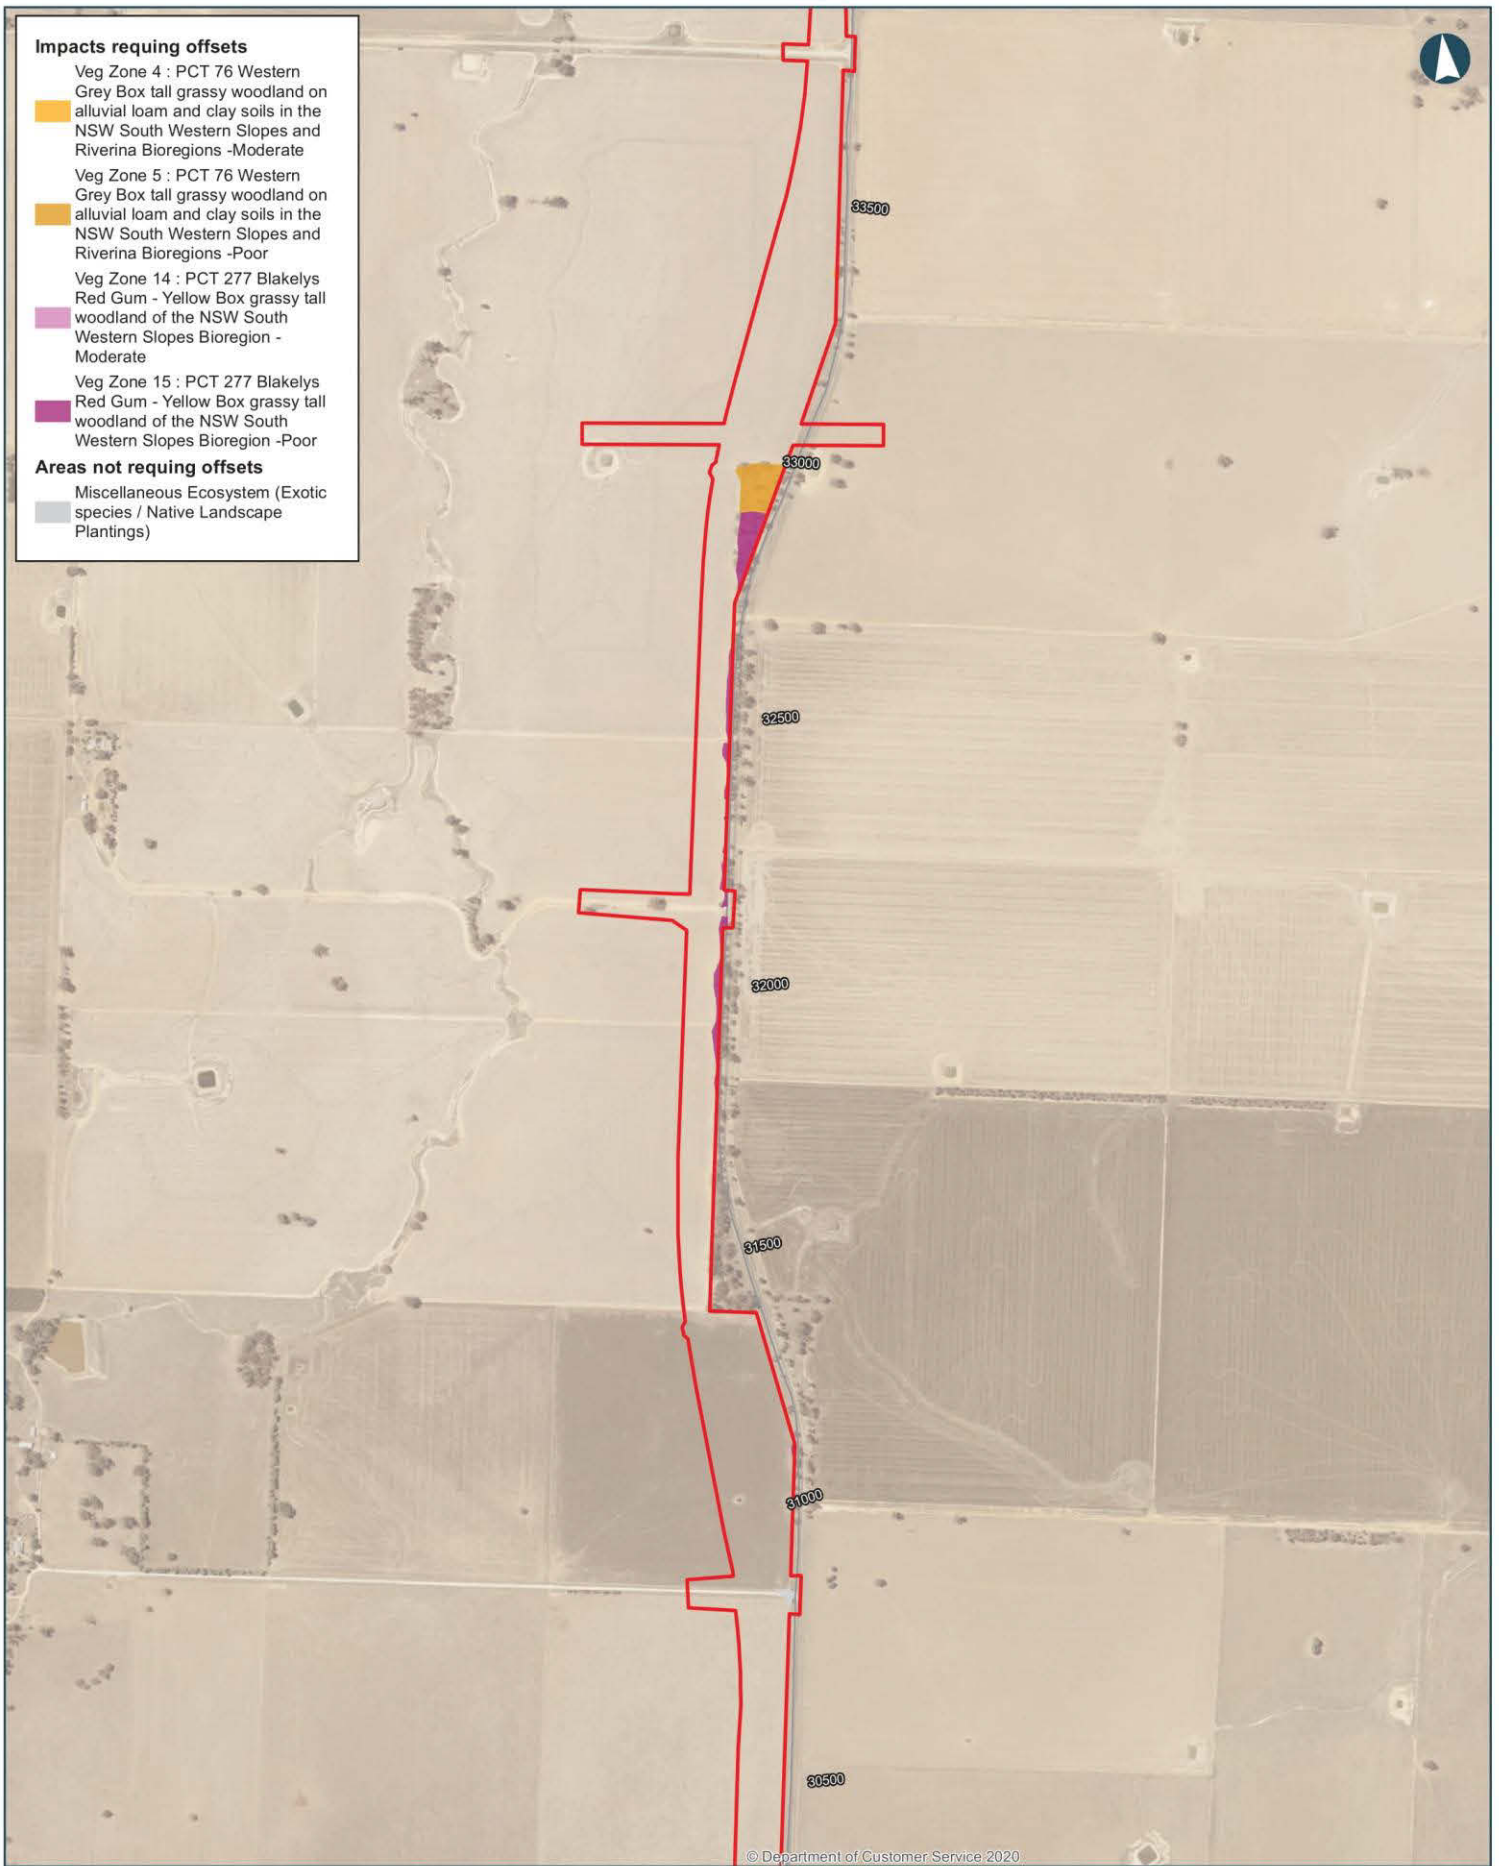 Impacts requing offsets
Veg Zone 4 : PCT 76 Western
Grey Box tall grassy woodland on
alluvial loam and clay soils in the
NSW South Western Slopes and
Riverina Bioregions -Moderate
Veg Zone 5 : PCT 76 Western
Grey Box tall grassy woodland on
alluvial loam and clay soils in the
NSW South Western Slopes and
Riverina Bioregions -Poor
Veg Zone 14 : PCT 277 Blakelys
Red Gum - Yellow Box grassy tall
woodland of the NSW South
Western Slopes Bioregion -
Moderate
Veg Zone 15 : PCT 277 Blakelys
Red Gum - Yellow Box grassy tall
woodland of the NSW South
Western Slopes Bioregion -Poor
Areas not requing offsets
Miscellaneous Ecosystem (Exotic
species / Native Landscape
Plantings)
33500
33000
32500
32000
31500
31000
30500
© Department of Customer Service 2020